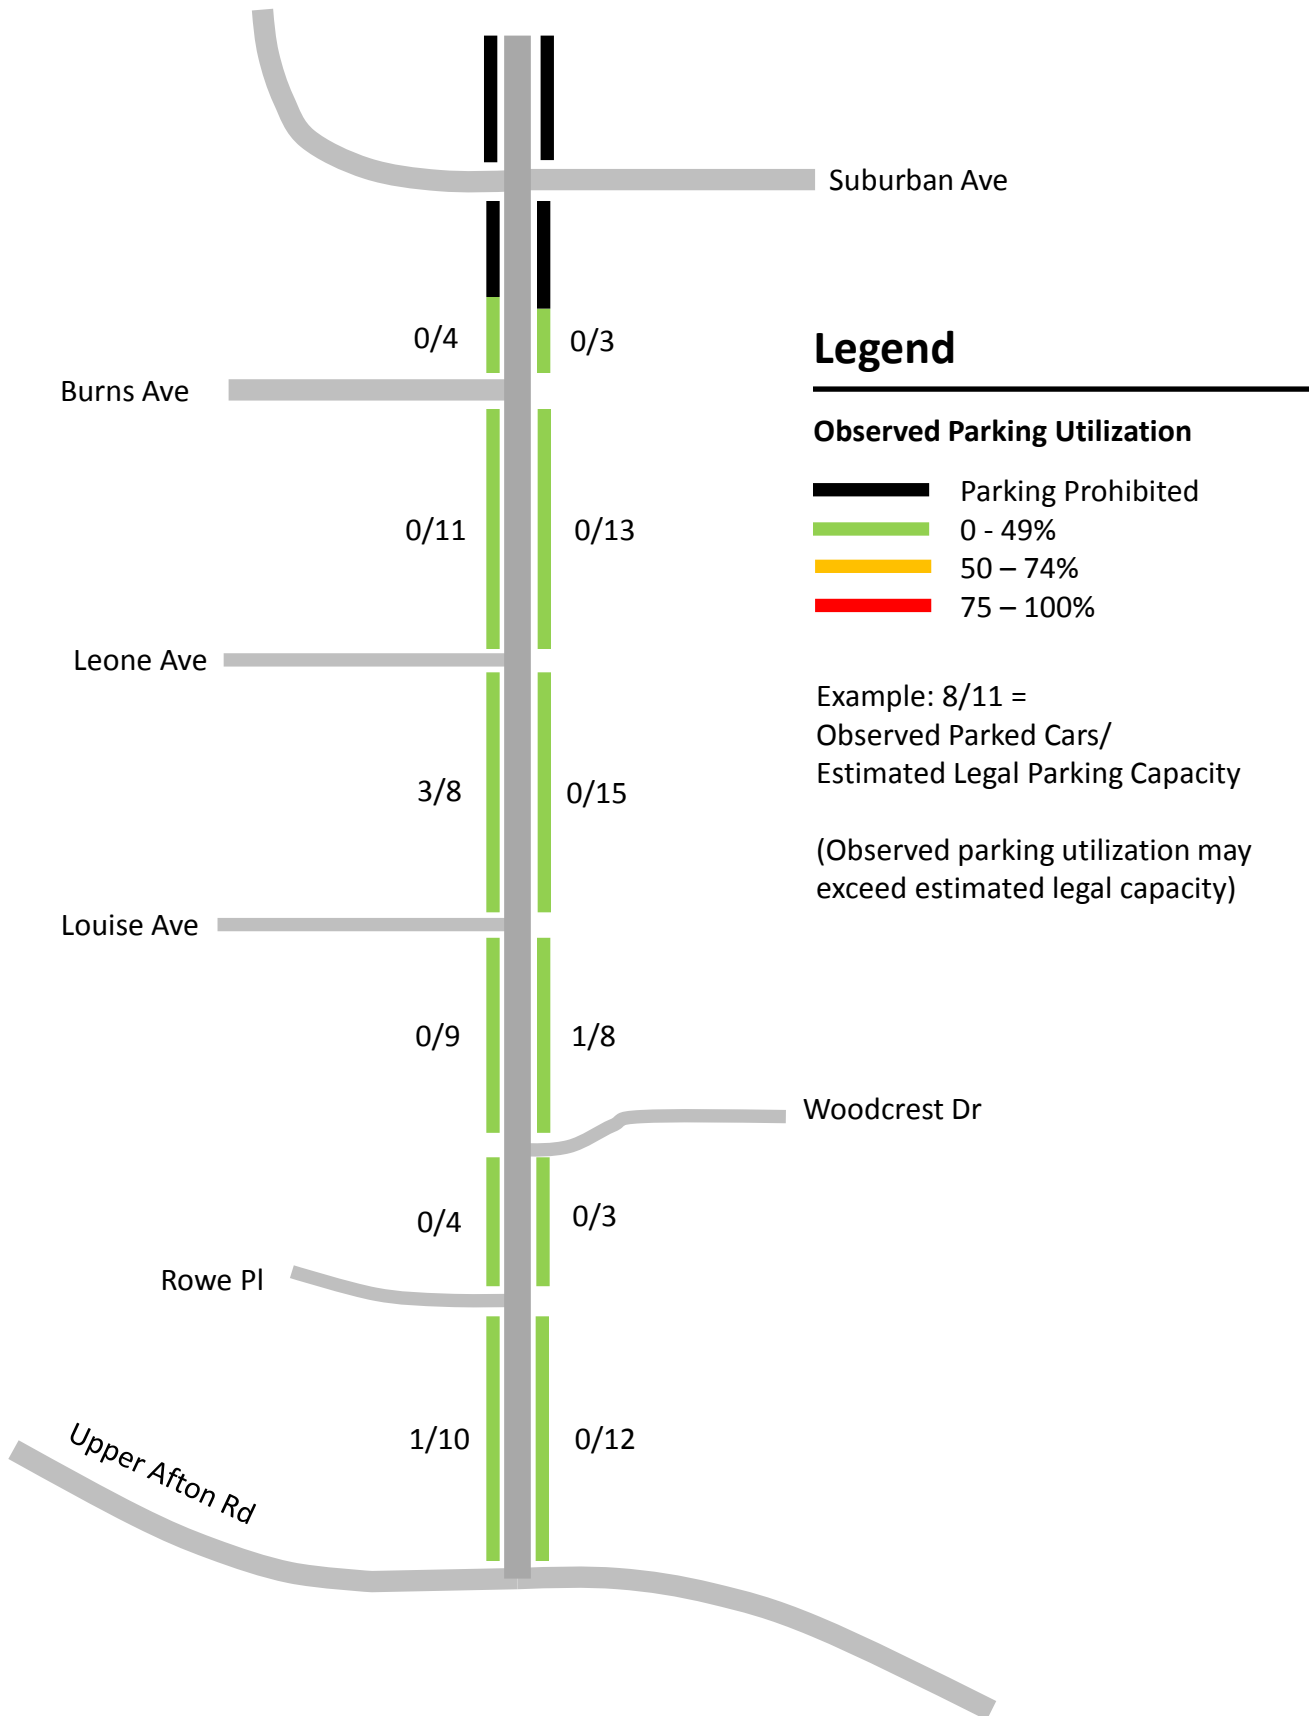 Suburban Ave
0/4
0/3
Burns Ave
0/11
0/13
Leone Ave
3/8
0/15
Louise Ave
0/9
1/8
Woodcrest Dr
0/4
0/3
Rowe Pl
1/10
0/12
Upper Afton Rd
Legend
Observed Parking Utilization
Parking Prohibited
0 - 49%
50 – 74%
75 – 100%
Example: 8/11 =
Observed Parked Cars/
Estimated Legal Parking Capacity
(Observed parking utilization may
exceed estimated legal capacity)